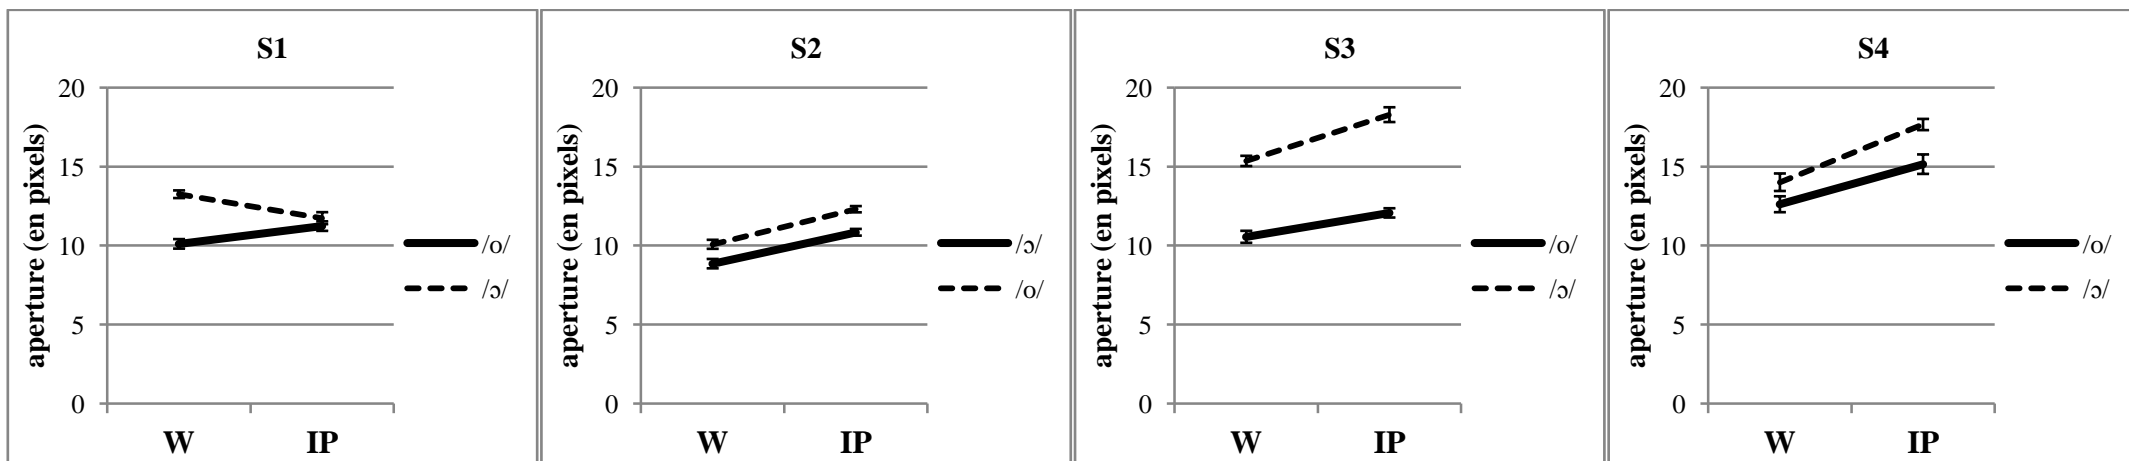 S1
aperture (en pixels)
20
15
10
5
0
W IP
/o/
/ɔ/
S2
aperture (en pixels)
20
15
10
5
0
W IP
/ɔ/
/o/
S3
aperture (en pixels)
20
15
10
5
0
W IP
/o/
/ɔ/
S4
aperture (en pixels)
20
15
10
5
0
W IP
/o/
/ɔ/